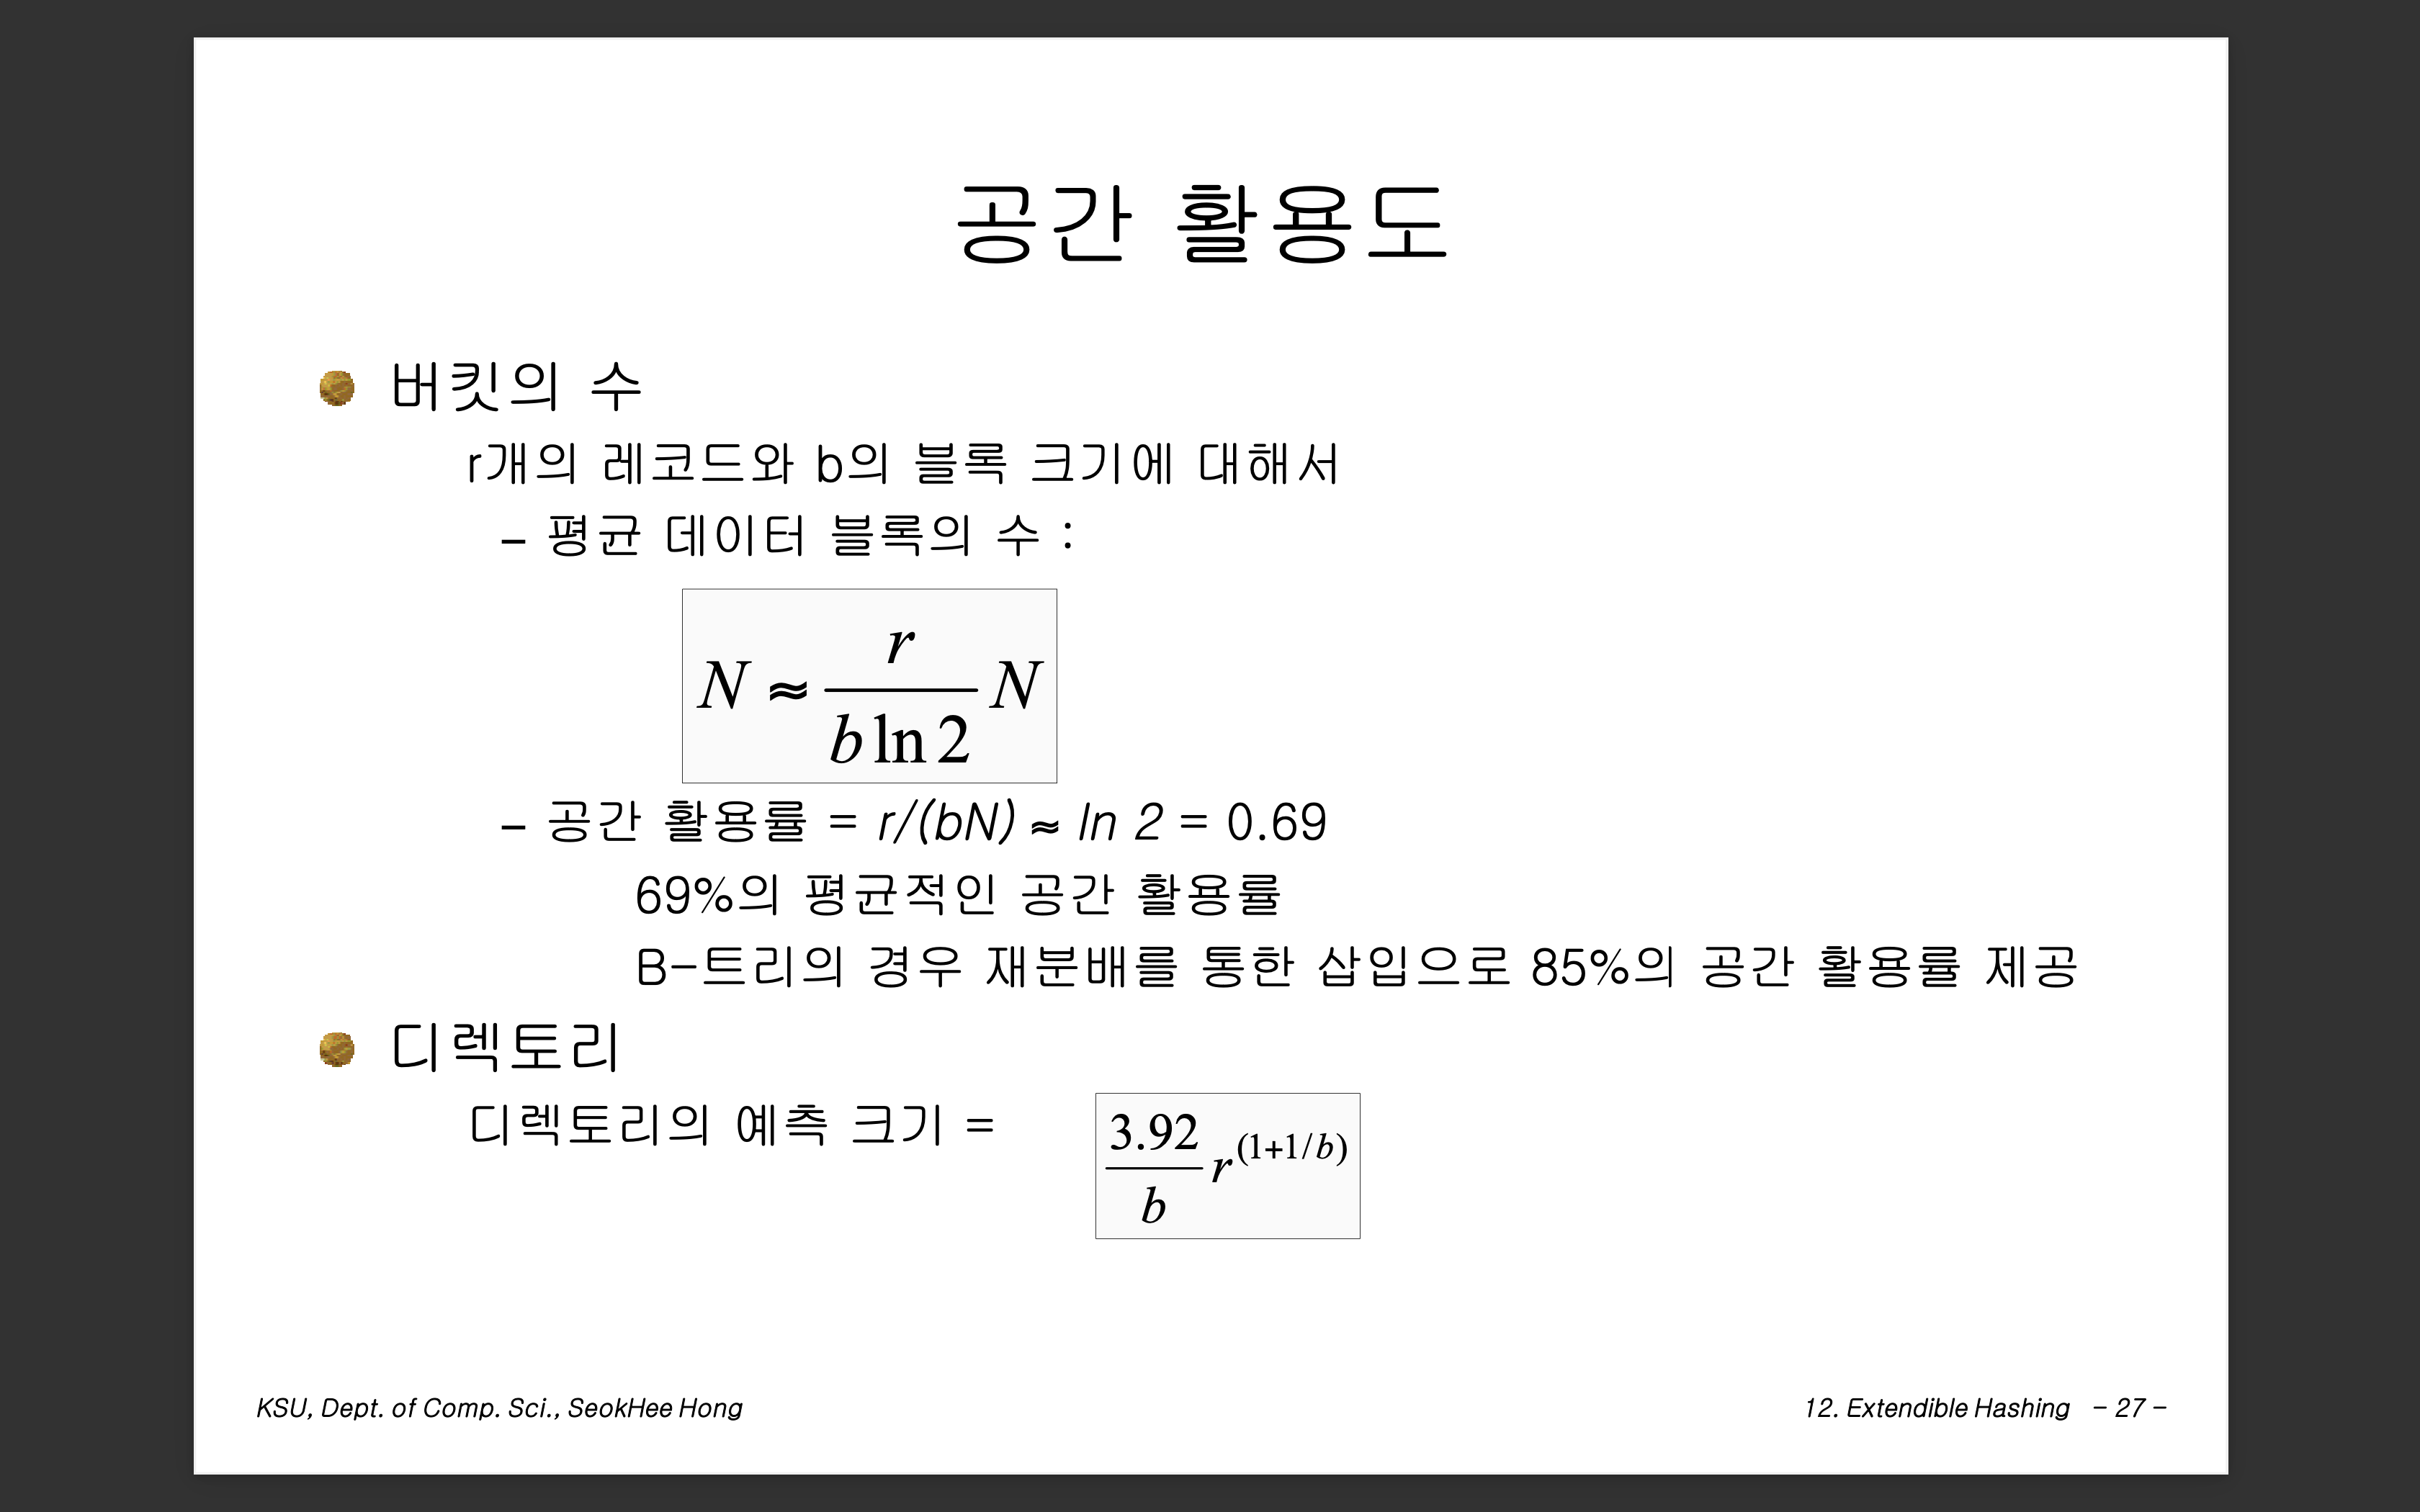 공간 활용도
버킷의 수
r개의 레코드와 b의 블록 크기에 대해서
– 평균 데이터 블록의 수 :
N ≈ r / (b ln 2) N
– 공간 활용률 = r/(bN) ≈ ln 2 = 0.69
69%의 평균적인 공간 활용률
B-트리의 경우 재분배를 통한 삽입으로 85%의 공간 활용률 제공
디렉토리
디렉토리의 예측 크기 = 3.92/b r^(1+1/b)
KSU, Dept. of Comp. Sci., SeokHee Hong
12. Extendible Hashing - 27 -